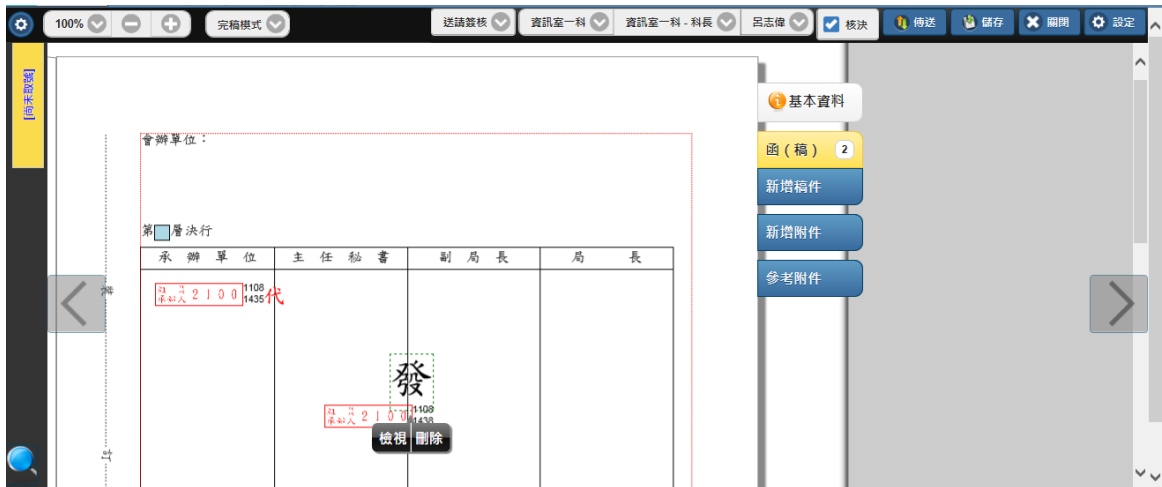 100% 完稿模式 送請簽核 資訊室一科 資訊室一科 - 科長 呂志偉 核決 傳送 儲存 關閉 設定
[尚未取號]
基本資料
會辦單位：
函(稿) 2
新增稿件
第 層決行
新增附件
承辦單位 主任秘書 副局長 局長
參考附件
承辦人 2100 1108 1435 代
裝
發
承辦人 2100 1108 1438
檢視 刪除
訂